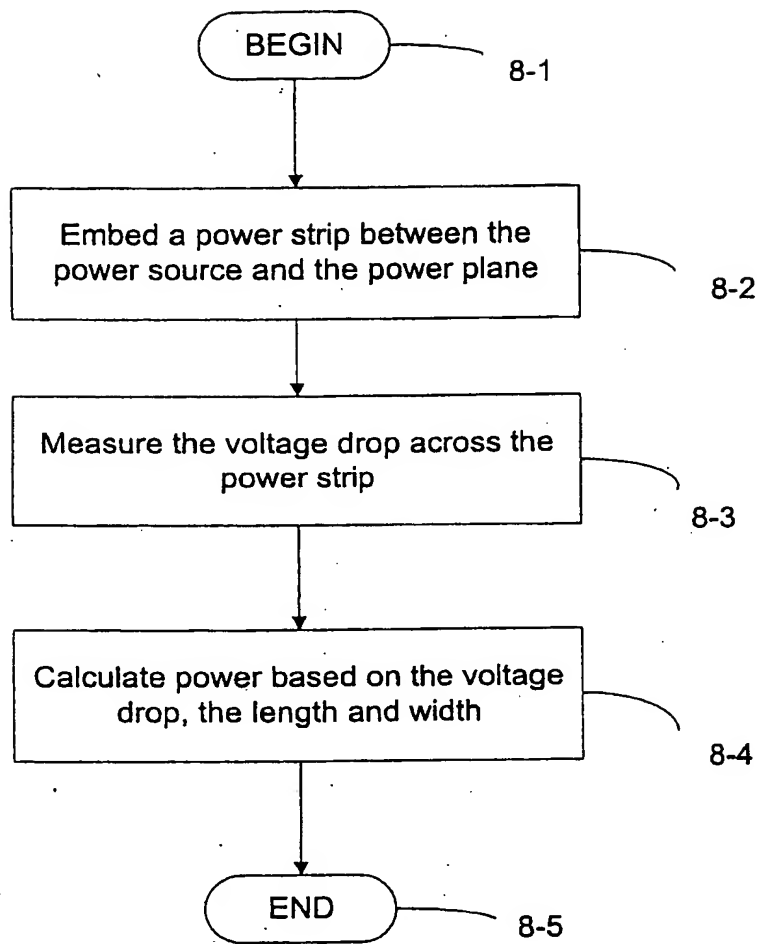 BEGIN
8-1
Embed a power strip between the
power source and the power plane
8-2
Measure the voltage drop across the
power strip
8-3
Calculate power based on the voltage
drop, the length and width
8-4
END
8-5